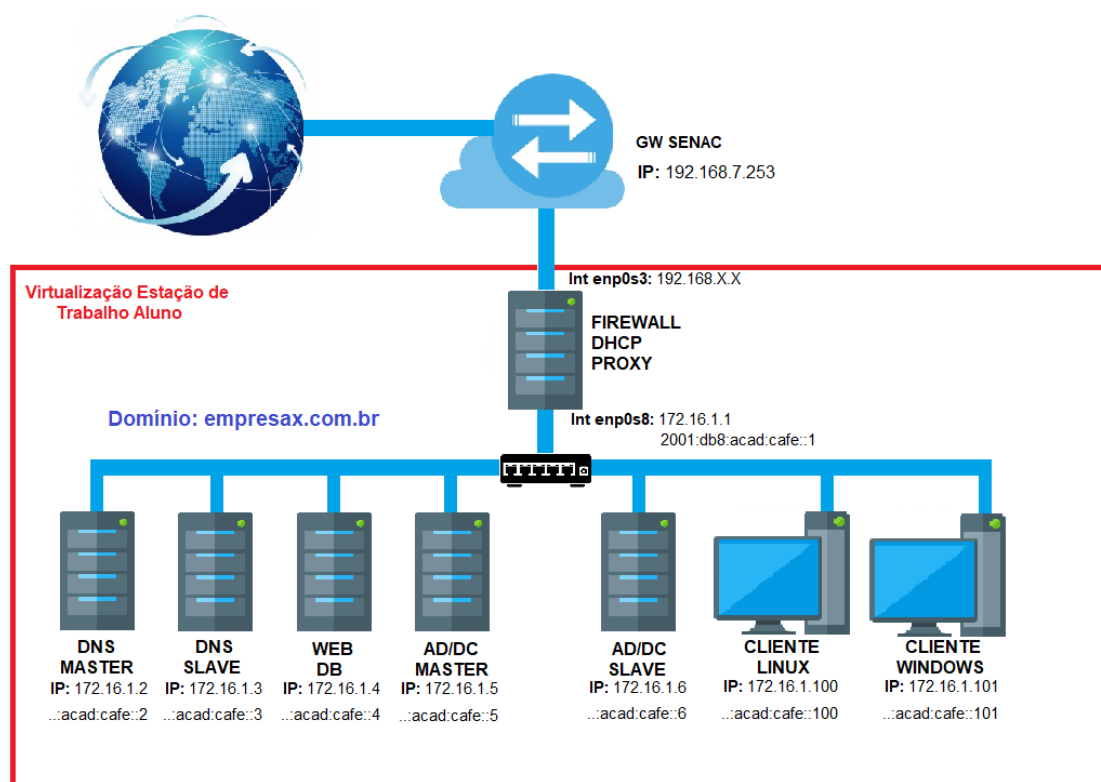 GW SENAC
IP: 192.168.7.253
Virtualização Estação de
Trabalho Aluno
Int enp0s3: 192.168.X.X
FIREWALL
DHCP
PROXY
Domínio: empresax.com.br
Int enp0s8: 172.16.1.1
2001:db8:acad:cafe::1
DNS
MASTER
IP: 172.16.1.2
..:acad:cafe::2
DNS
SLAVE
IP: 172.16.1.3
..:acad:cafe::3
WEB
DB
IP: 172.16.1.4
..:acad:cafe::4
AD/DC
MASTER
IP: 172.16.1.5
..:acad:cafe::5
AD/DC
SLAVE
IP: 172.16.1.6
..:acad:cafe::6
CLIENTE
LINUX
IP: 172.16.1.100
..:acad:cafe::100
CLIENTE
WINDOWS
IP: 172.16.1.101
..:acad:cafe::101